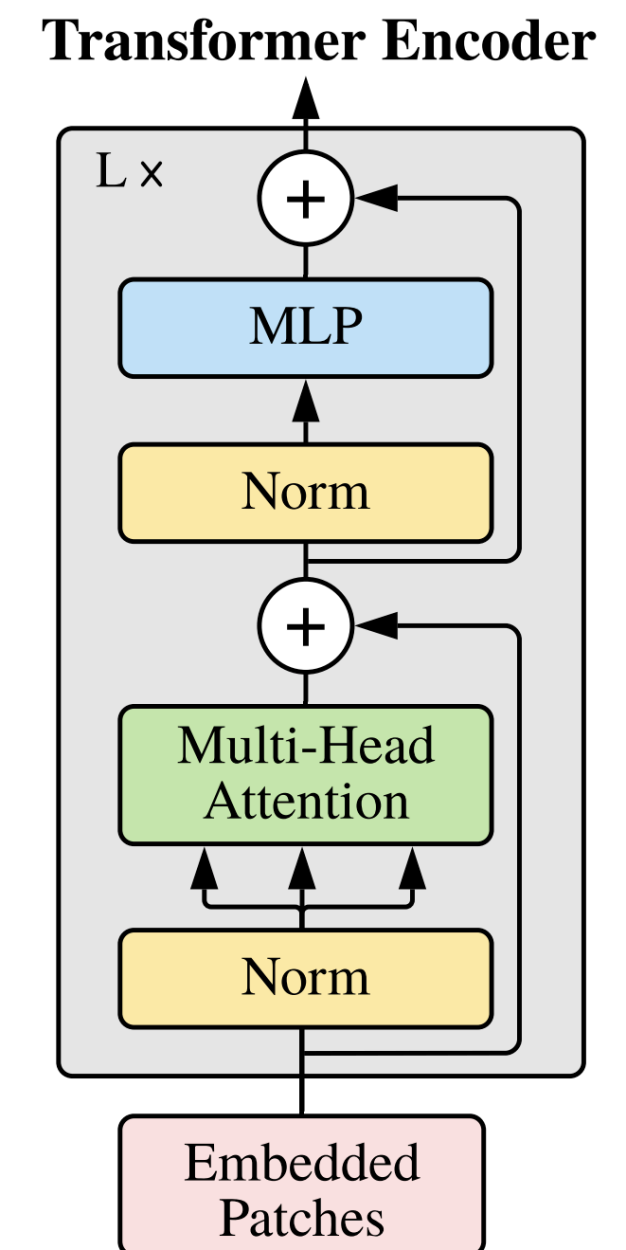 Transformer Encoder
L ×
+
MLP
Norm
+
Multi-Head
Attention
Norm
Embedded
Patches